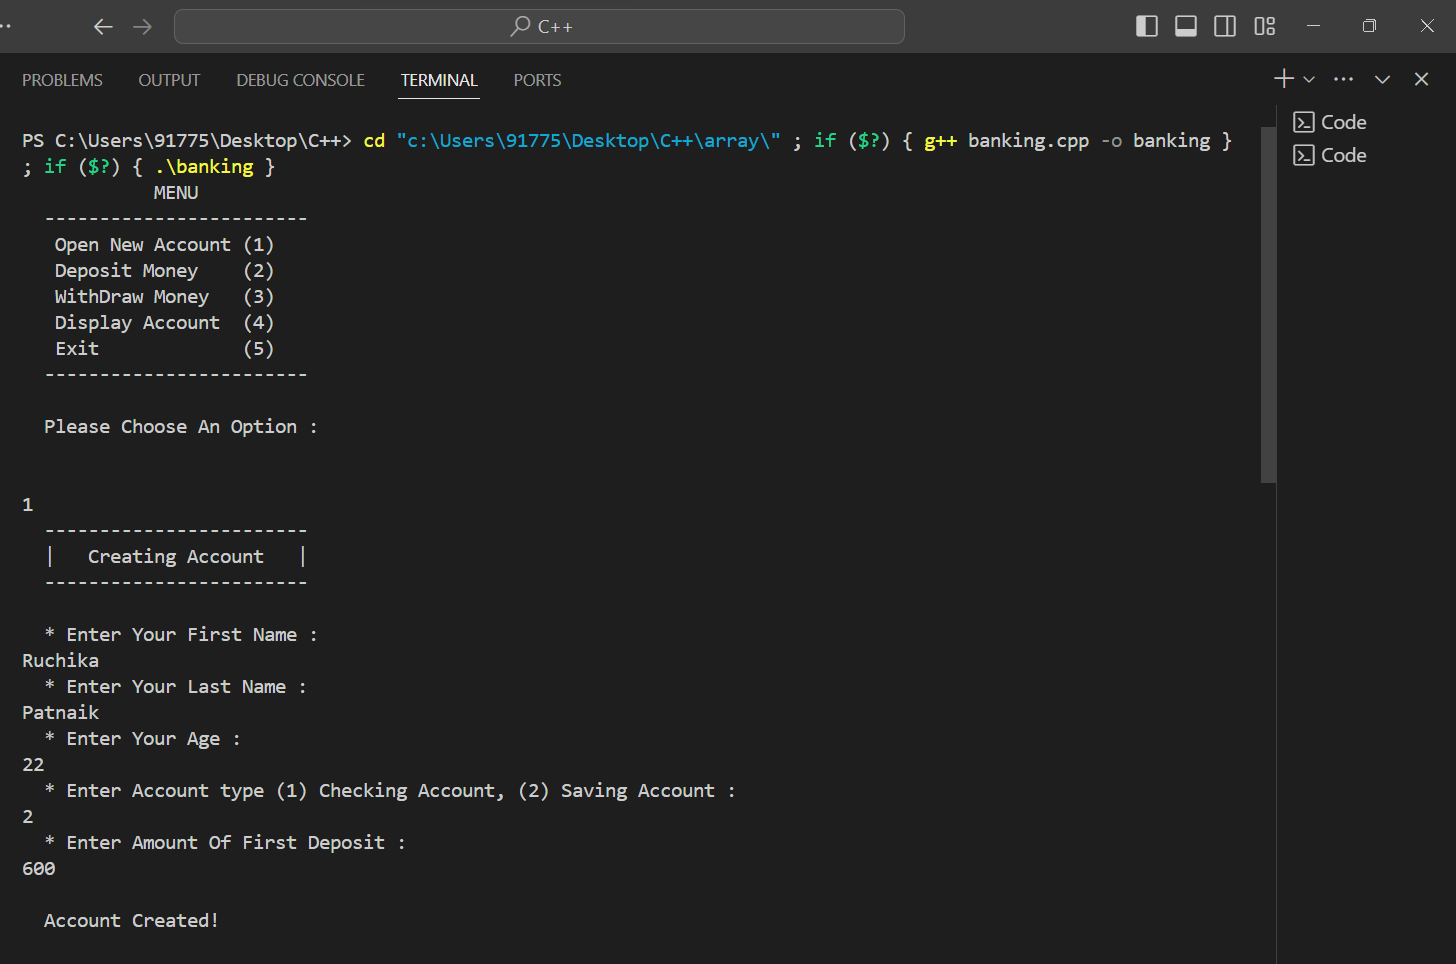 C++
PROBLEMS OUTPUT DEBUG CONSOLE TERMINAL PORTS
PS C:\Users\91775\Desktop\C++> cd "c:\Users\91775\Desktop\C++\array\" ; if ($?) { g++ banking.cpp -o banking }
; if ($?) { .\banking }
MENU
------------------------
Open New Account (1)
Deposit Money    (2)
WithDraw Money   (3)
Display Account  (4)
Exit             (5)
------------------------
Please Choose An Option :
1
------------------------
|   Creating Account   |
------------------------
* Enter Your First Name :
Ruchika
* Enter Your Last Name :
Patnaik
* Enter Your Age :
22
* Enter Account type (1) Checking Account, (2) Saving Account :
2
* Enter Amount Of First Deposit :
600
Account Created!
Code
Code